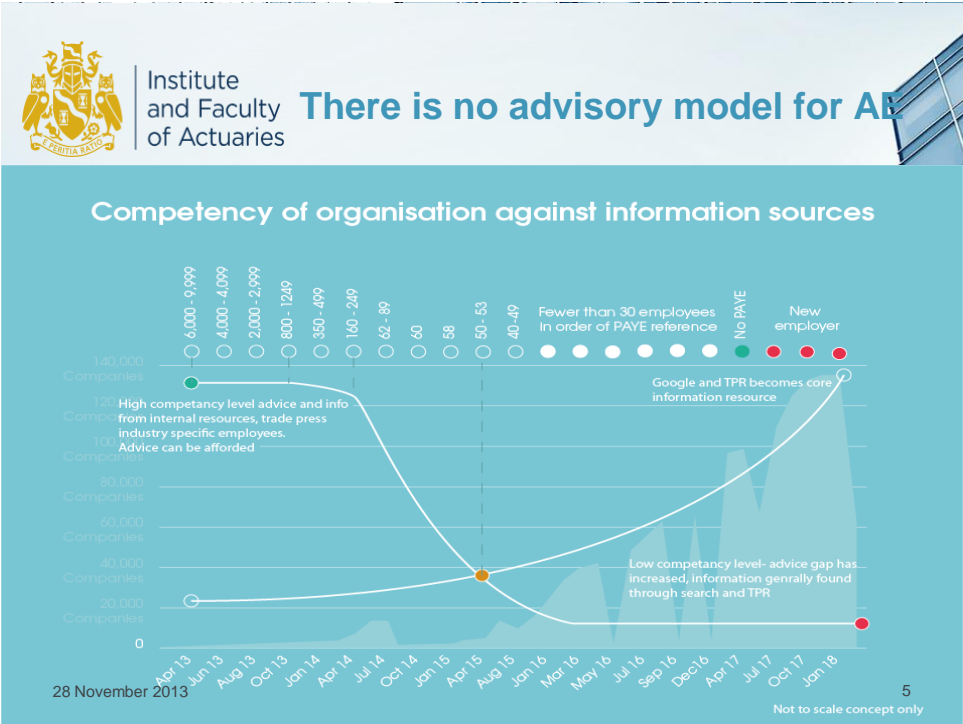 Institute
and Faculty
of Actuaries
E PERITIA RATIO
There is no advisory model for AE
Competency of organisation against information sources
6,000 - 9,999
4,000 - 4,099
2,000 - 2,999
800 - 1249
350 - 499
160 - 249
62 - 89
60
58
50 - 53
40 -49
Fewer than 30 employees
In order of PAYE reference
No PAYE
New
employer
140,000
Companies
120,000
Companies
100,000
Companies
80,000
Companies
60,000
Companies
40,000
Companies
20,000
Companies
0
High competancy level advice and info
from internal resources, trade press
industry specific employees.
Advice can be afforded
Google and TPR becomes core
information resource
Low competancy level- advice gap has
increased, information genrally found
through search and TPR
Apr 13
Jun 13
Aug 13
Oct 13
Jan 14
Apr 14
Jul 14
Oct 14
Jan 15
Apr 15
Aug 15
Jan 16
Mar 16
May 16
Jul 16
Sep 16
Dec16
Apr 17
Jul 17
Oct 17
Jan 18
28 November 2013
5
Not to scale concept only